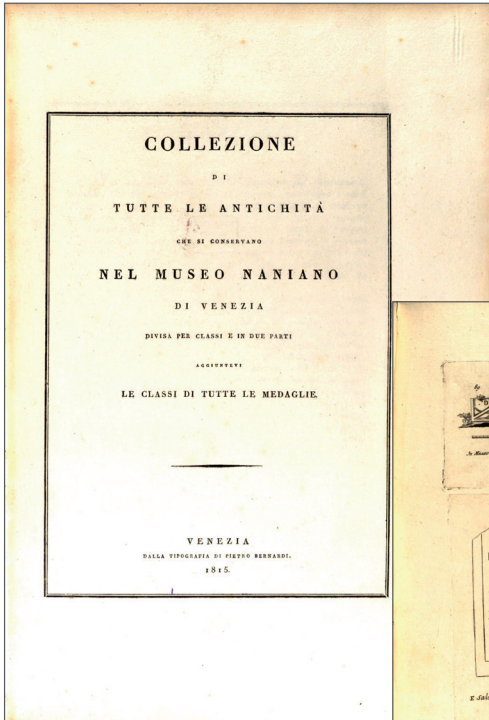 COLLEZIONE
DI
TUTTE LE ANTICHITÀ
CHE SI CONSERVANO
NEL MUSEO NANIANO
DI VENEZIA
DIVISA PER CLASSI E IN DUE PARTI
AGGIUNTEVI
LE CLASSI DI TUTTE LE MEDAGLIE.
VENEZIA
DALLA TIPOGRAFIA DI PIETRO BERNARDI,
1815.